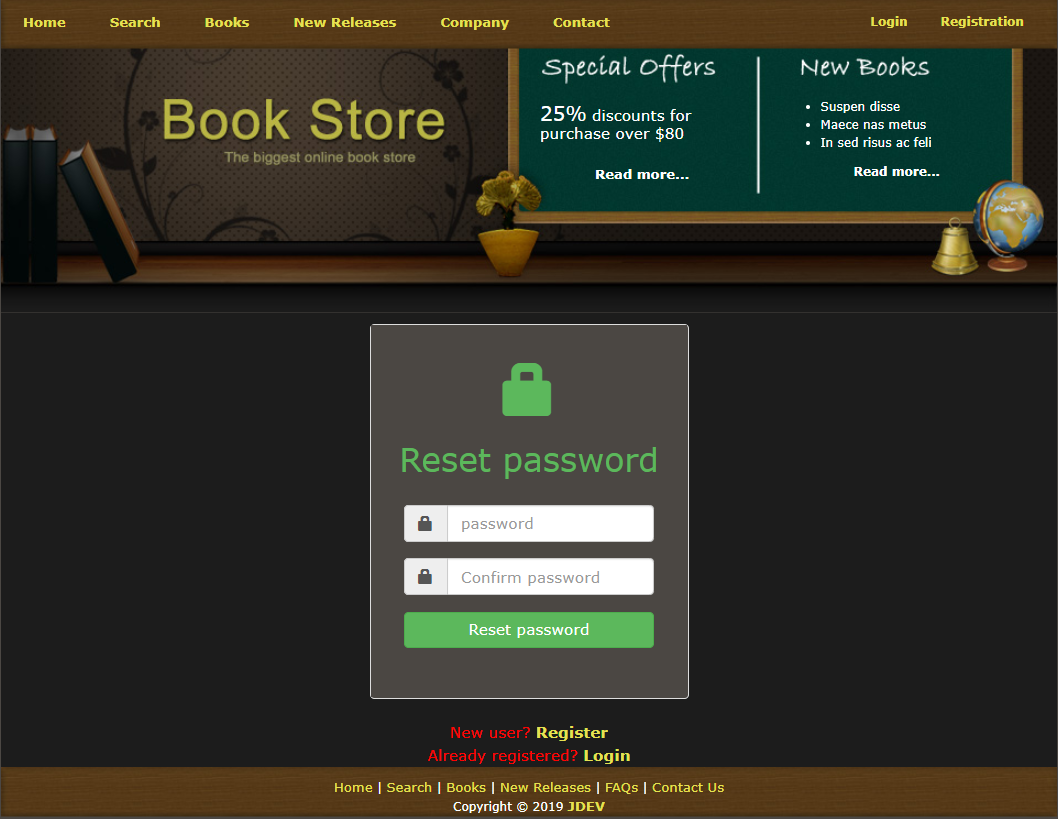 Home Search Books New Releases Company Contact Login Registration
Book Store
The biggest online book store
Special Offers
25% discounts for
purchase over $80
Read more...
New Books
Suspen disse
Maece nas metus
In sed risus ac feli
Read more...
Reset password
password
Confirm password
Reset password
New user? Register
Already registered? Login
Home | Search | Books | New Releases | FAQs | Contact Us
Copyright © 2019 JDEV